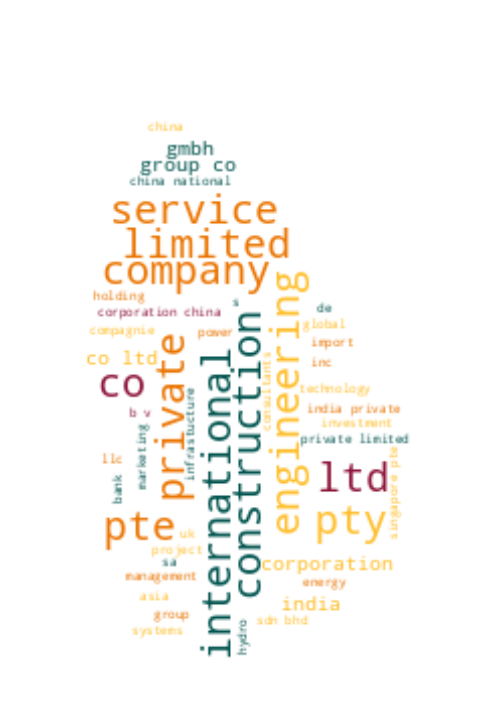 china
gmbh
group co
china national
service
limited
company
holding
s
engineering
corporation china
de
compagnie
global
power
private
construction
import
co ltd
international
consultants
inc
co
infrastucture
technology
b v
india private
marketing
investment
private limited
llc
bank
ltd
singapore pte
pte
pty
uk
project
sa
corporation
management
energy
asia
india
group
sdn bhd
systems
hydro